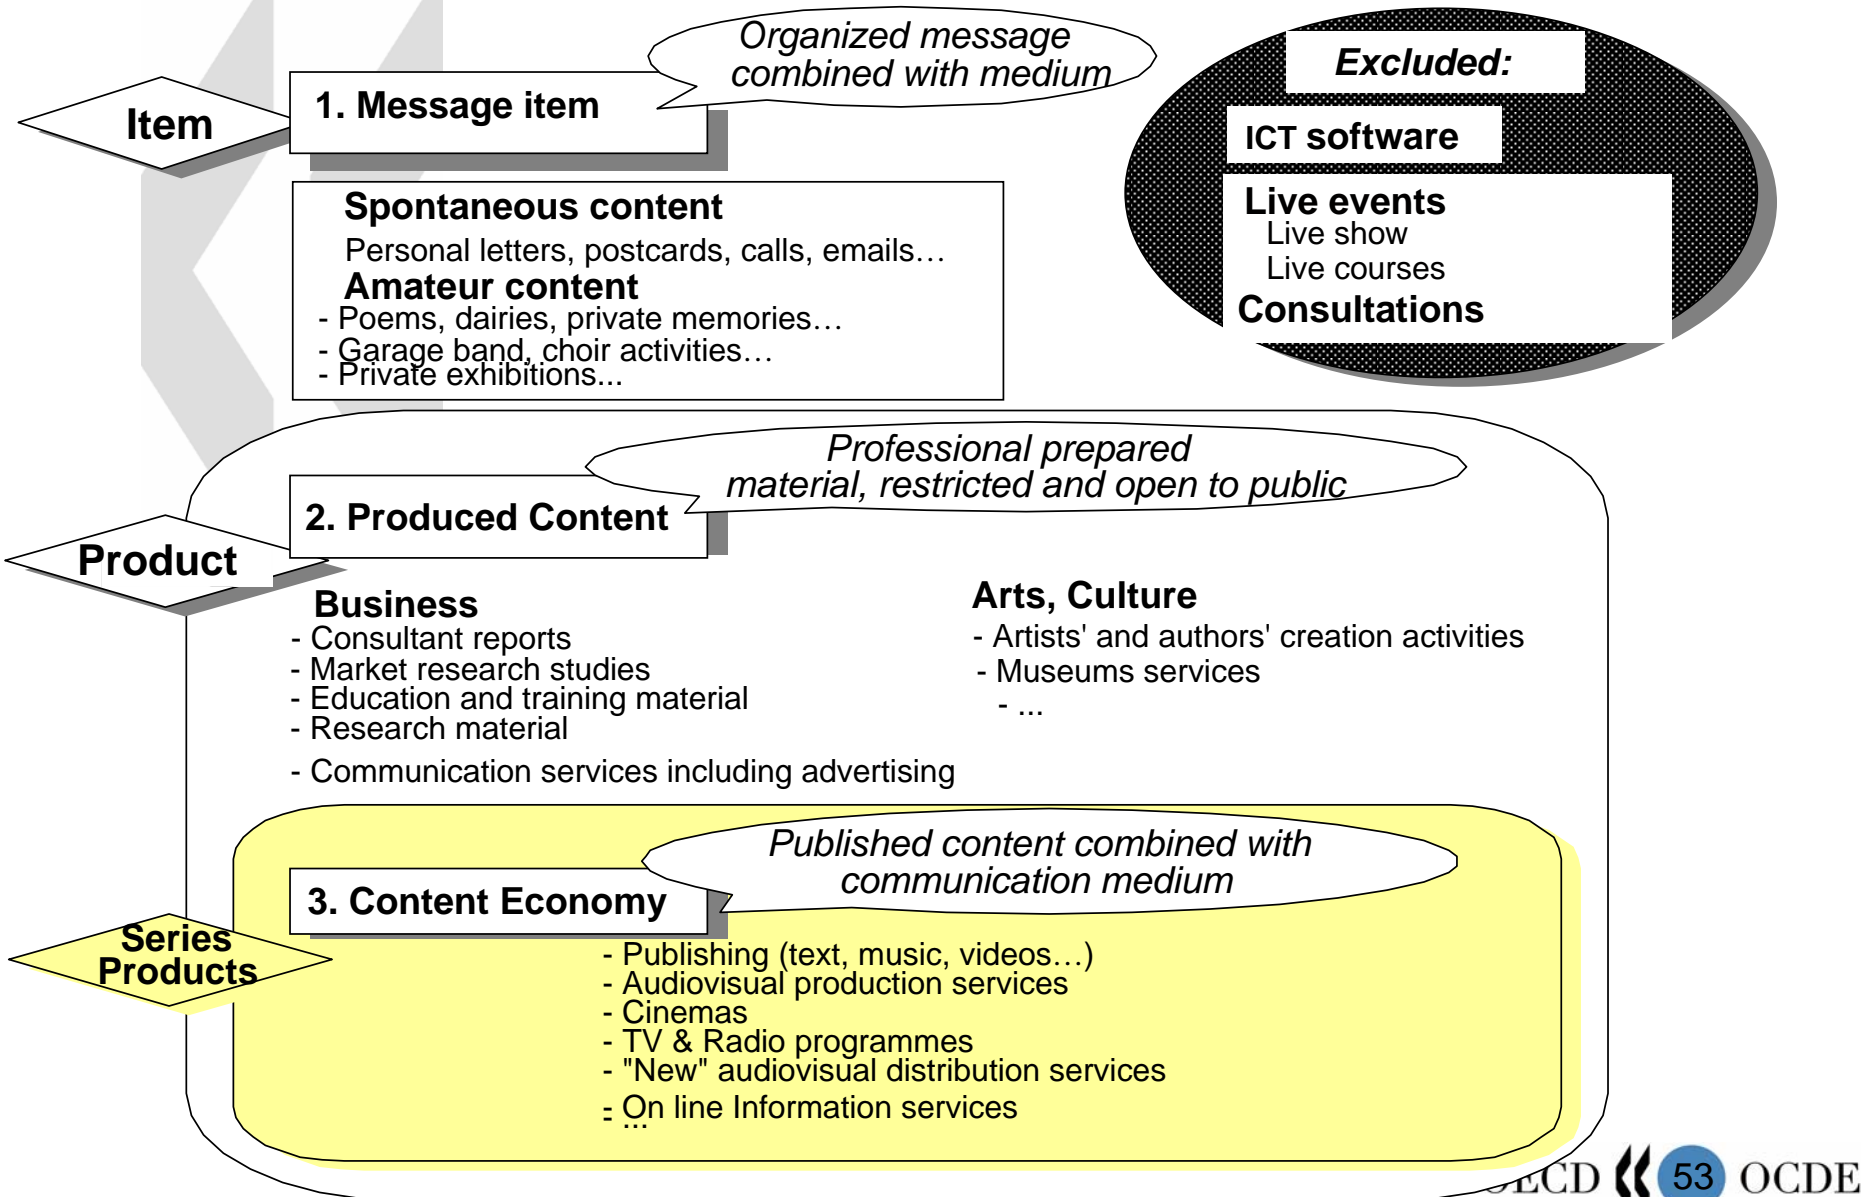 Organized message
combined with medium
Item
1. Message item
Spontaneous content
Personal letters, postcards, calls, emails…
Amateur content
- Poems, dairies, private memories…
- Garage band, choir activities…
- Private exhibitions...
Excluded:
ICT software
Live events
Live show
Live courses
Consultations
Professional prepared
material, restricted and open to public
2. Produced Content
Product
Business
- Consultant reports
- Market research studies
- Education and training material
- Research material
- Communication services including advertising
Arts, Culture
- Artists' and authors' creation activities
- Museums services
- ...
Published content combined with
communication medium
3. Content Economy
Series
Products
- Publishing (text, music, videos…)
- Audiovisual production services
- Cinemas
- TV & Radio programmes
- "New" audiovisual distribution services
- On line Information services
- ...
OECD 53 OCDE